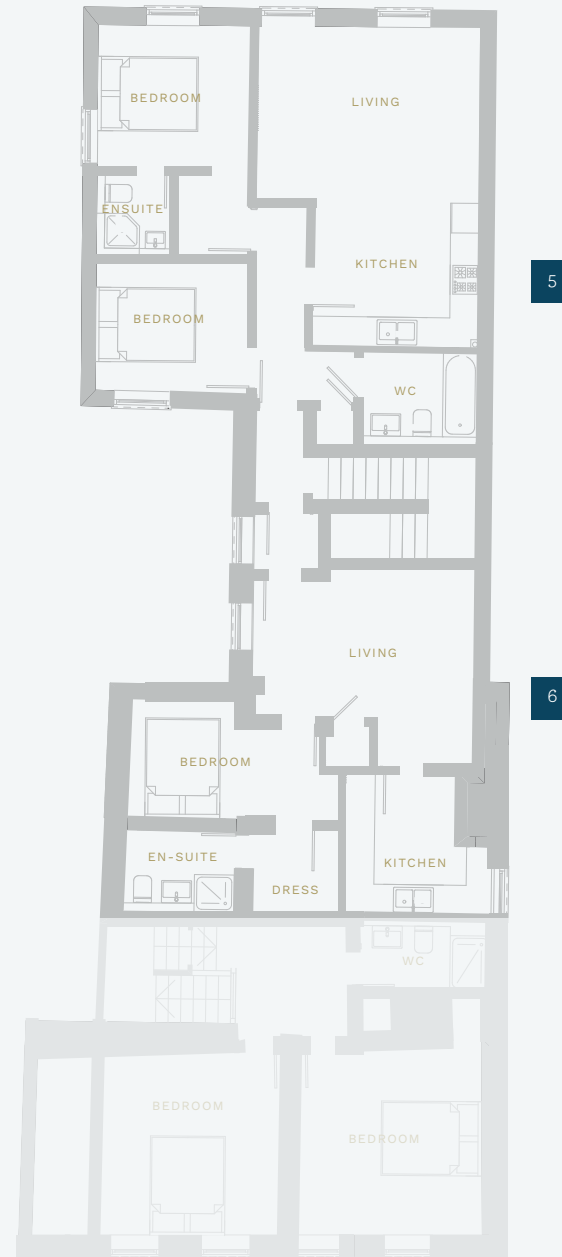 BEDROOM
LIVING
ENSUITE
KITCHEN
5
BEDROOM
WC
LIVING
6
BEDROOM
EN-SUITE
KITCHEN
DRESS
WC
BEDROOM
BEDROOM